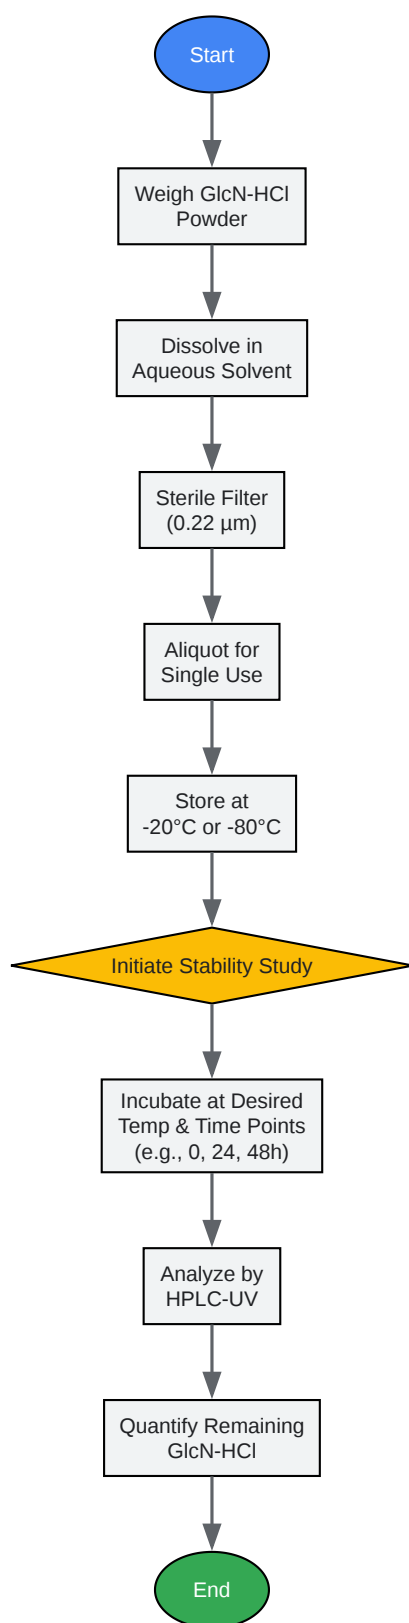 Start
Weigh GlcN-HCl
Powder
Dissolve in
Aqueous Solvent
Sterile Filter
(0.22 µm)
Aliquot for
Single Use
Store at
-20°C or -80°C
Initiate Stability Study
Incubate at Desired
Temp & Time Points
(e.g., 0, 24, 48h)
Analyze by
HPLC-UV
Quantify Remaining
GlcN-HCl
End